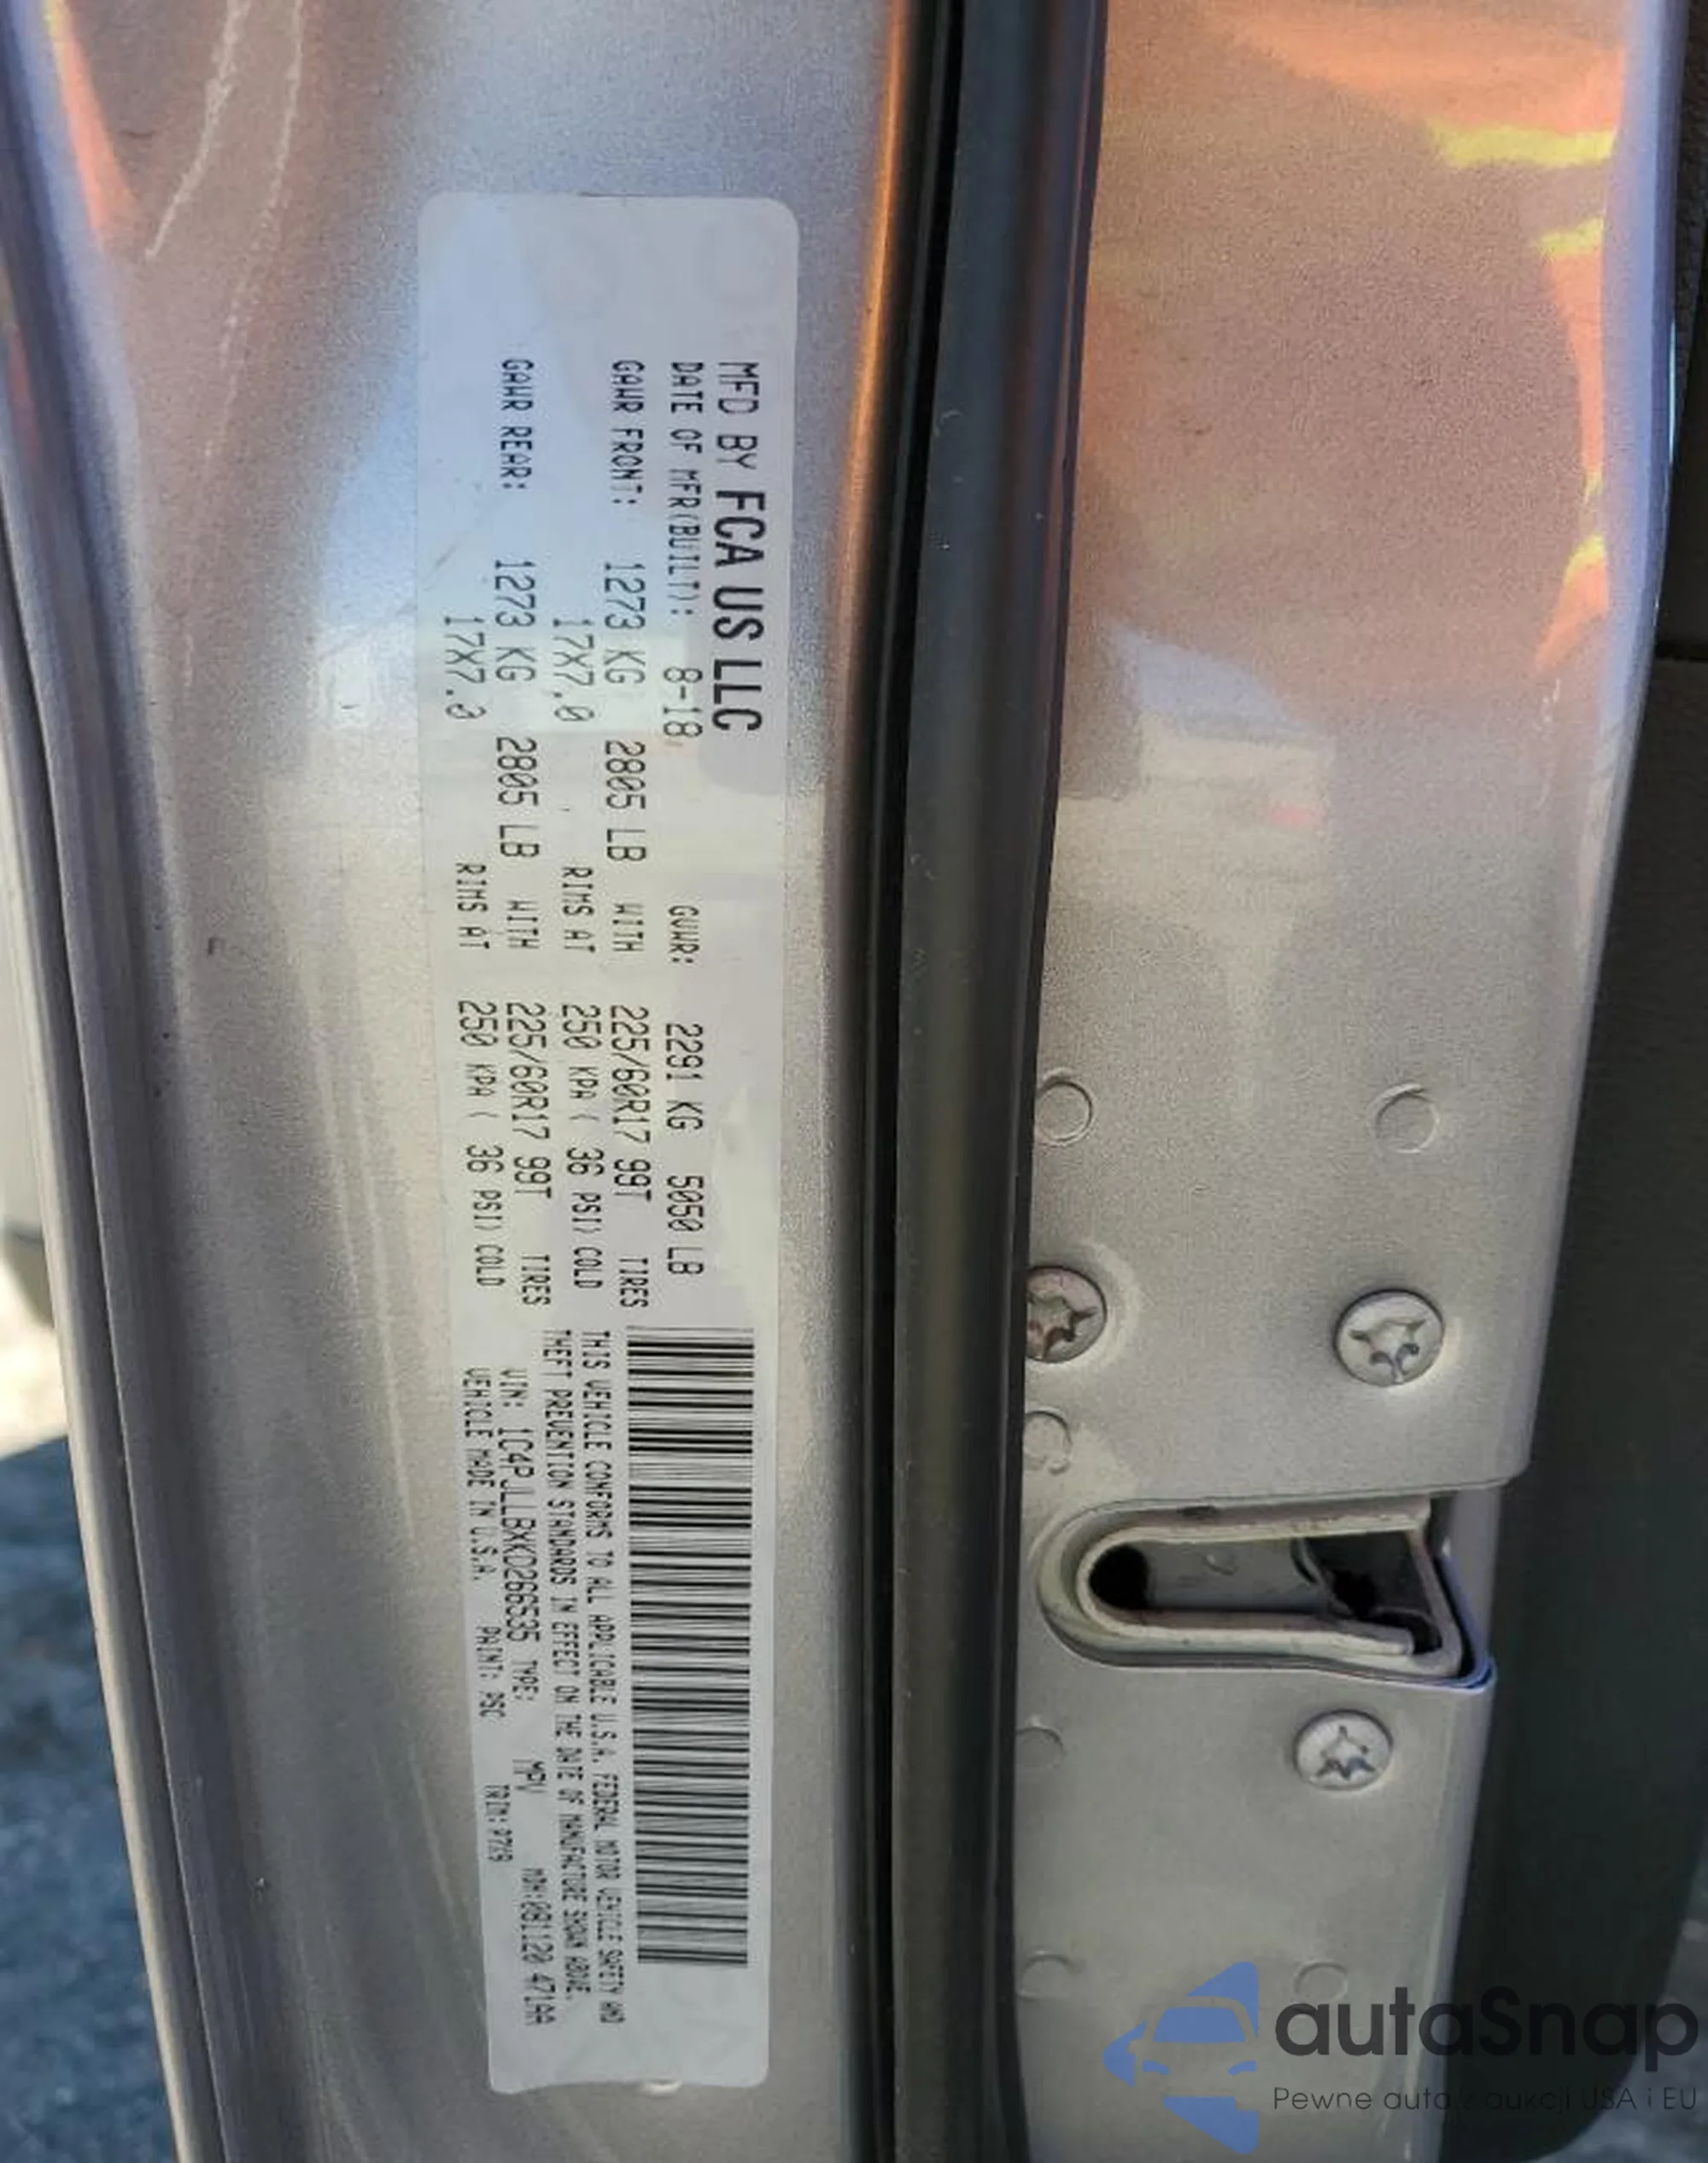 MFD BY FCA US LLC
DATE OF MFR(BUILT): 8-18 GVWR: 2291 KG 5050 LB
GAWR FRONT: 1273 KG 2805 LB WITH 225/60R17 99T TIRES
17X7.0 RIMS AT 250 KPA ( 36 PSI) COLD
GAWR REAR: 1273 KG 2805 LB WITH 225/60R17 99T TIRES
17X7.0 RIMS AT 250 KPA ( 36 PSI) COLD
THIS VEHICLE CONFORMS TO ALL APPLICABLE U.S.A. FEDERAL MOTOR VEHICLE SAFETY AND
THEFT PREVENTION STANDARDS IN EFFECT ON THE DATE OF MANUFACTURE SHOWN ABOVE.
VIN: 1C4PJLLBXKD266535 TYPE: MPV MDH:081120 471AA
VEHICLE MADE IN U.S.A. PAINT: PSC TRIM:
autaSnap
Pewne auta z aukcji USA i EU